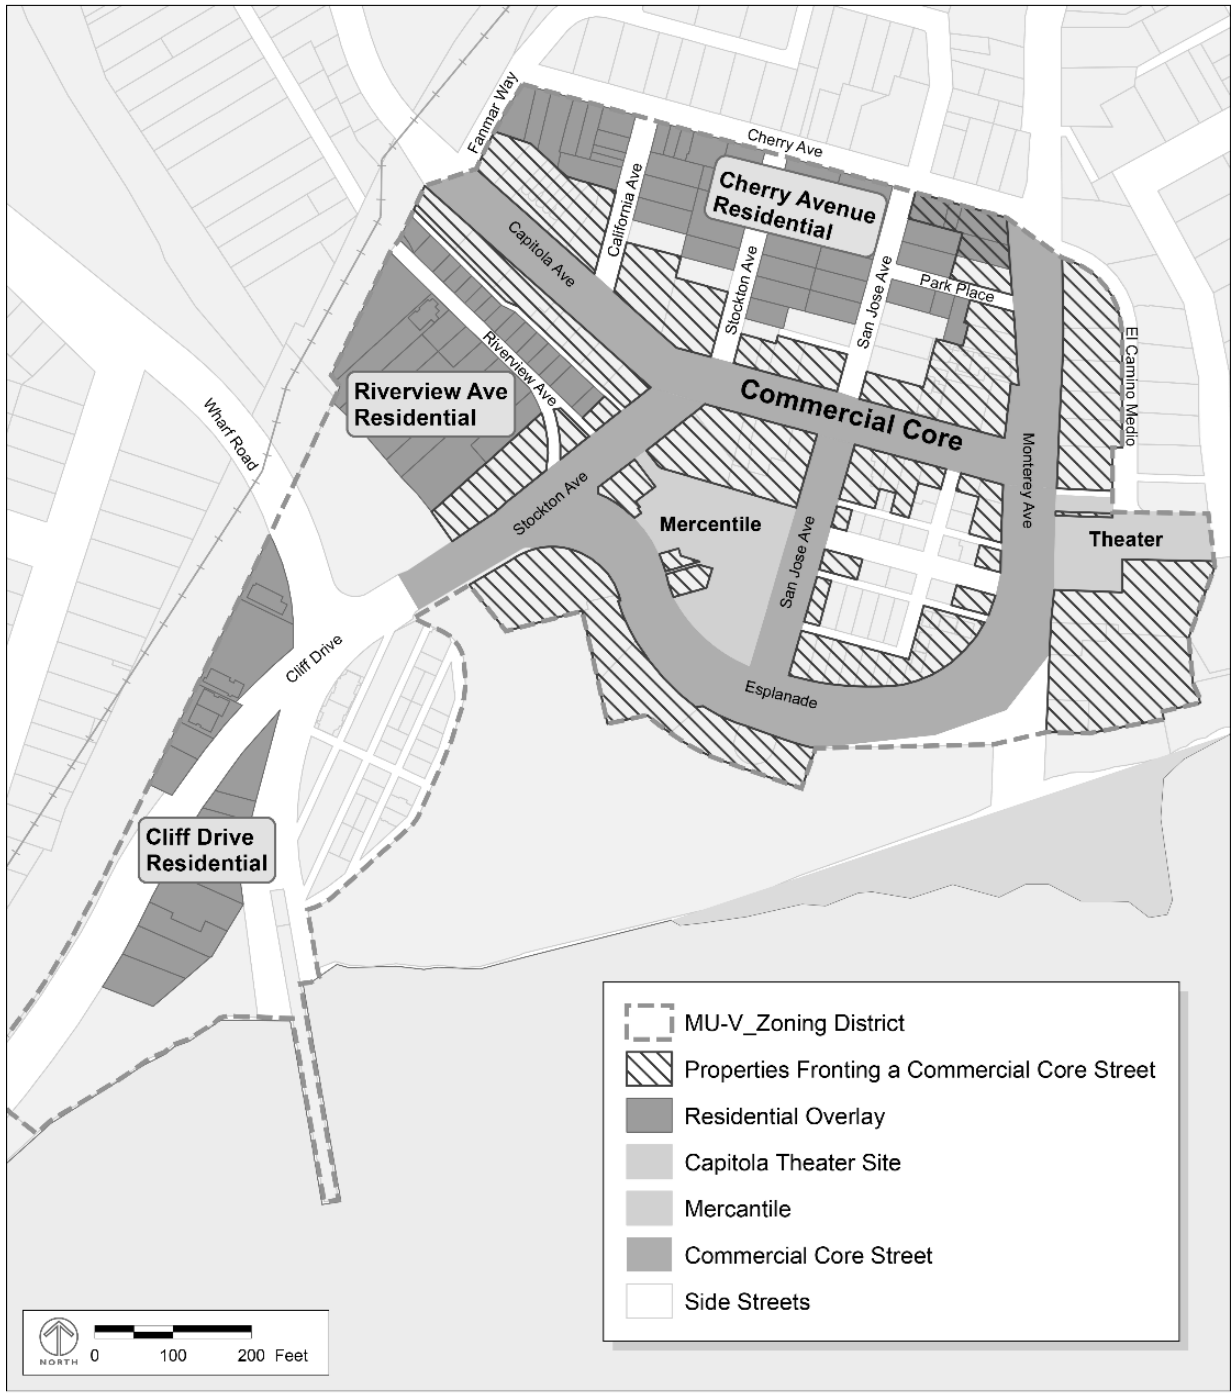 Fanmar Way
Cherry Ave
Cherry Avenue
Residential
California Ave
Capitola Ave
Stockton Ave
San Jose Ave
Park Place
El Camino Medio
Riverview Ave
Riverview Ave
Residential
Commercial Core
Wharf Road
Monterey Ave
Stockton Ave
Mercentile
San Jose Ave
Theater
Cliff Drive
Esplanade
Cliff Drive
Residential
MU-V_Zoning District
Properties Fronting a Commercial Core Street
Residential Overlay
Capitola Theater Site
Mercantile
Commercial Core Street
Side Streets
NORTH
0 100 200 Feet